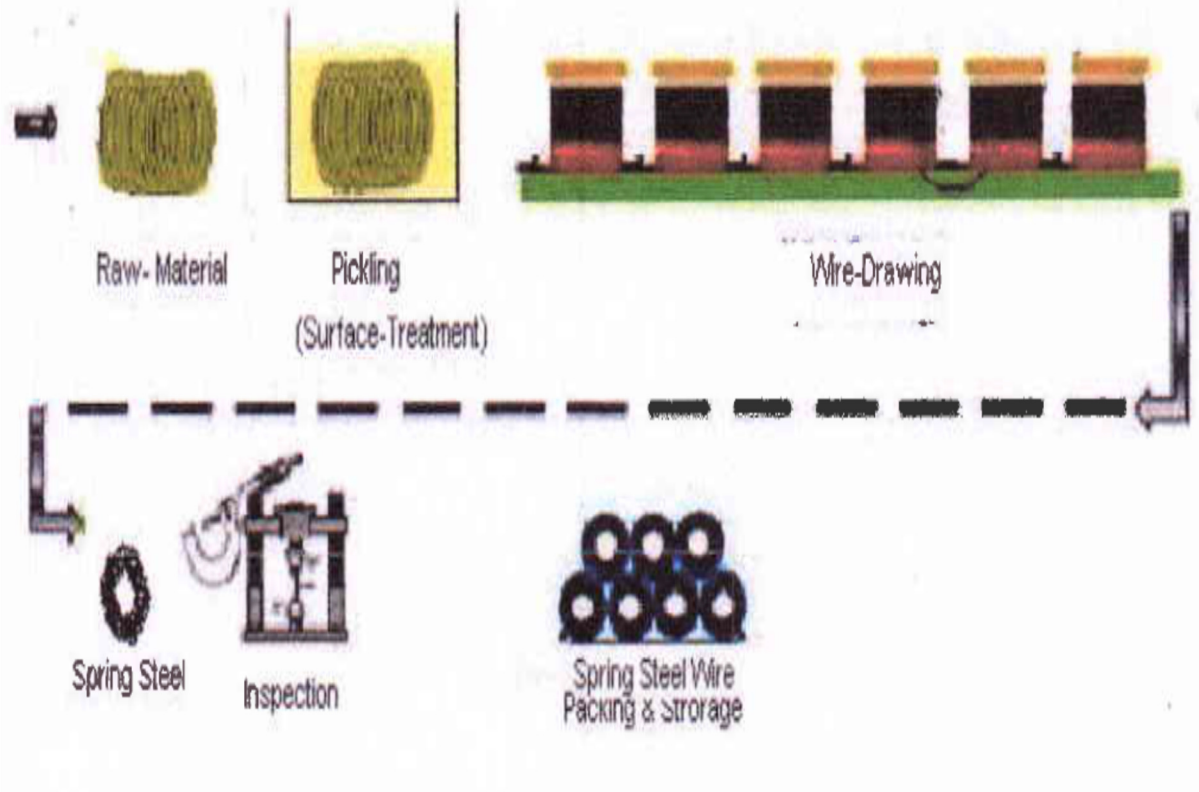 Raw- Material
Pickling
(Surface-Treatment)
Wire-Drawing
Spring Steel
Inspection
Spring Steel Wire
Packing & Strorage